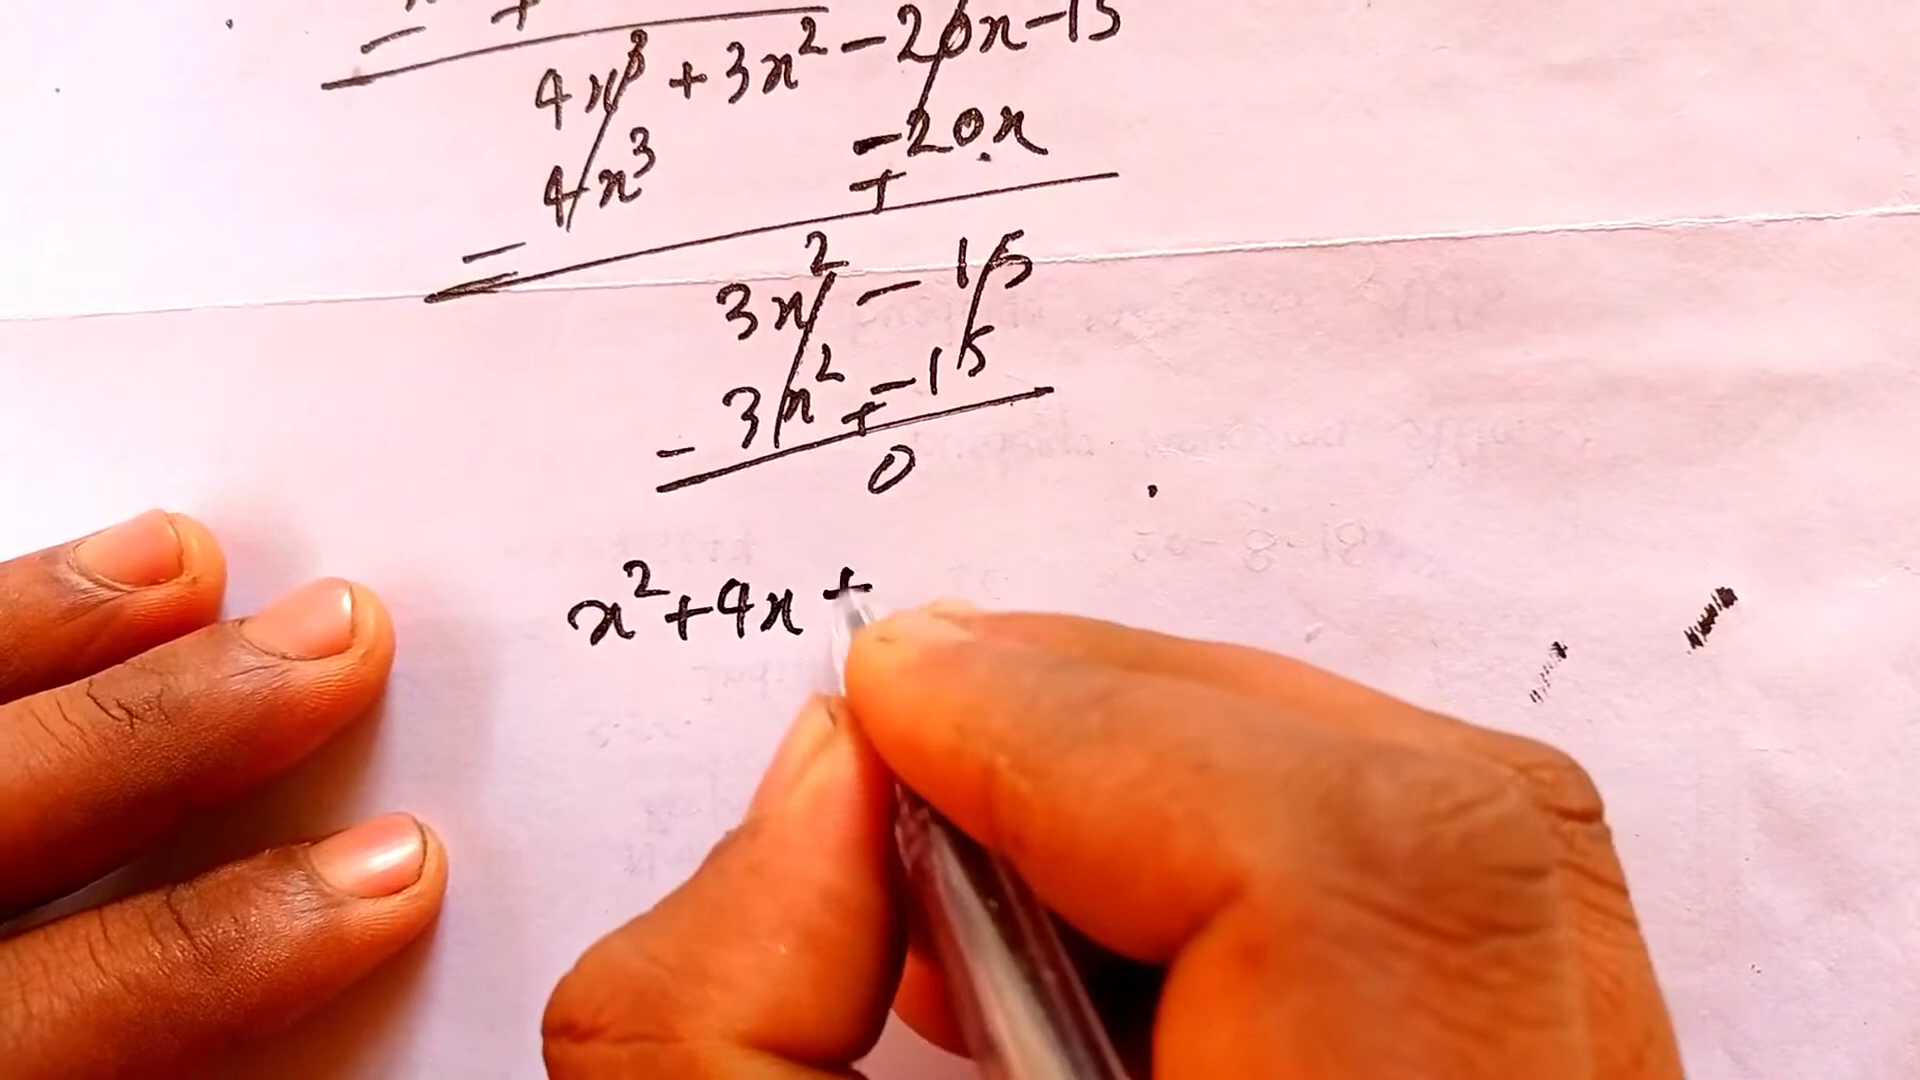 - +
4x³ + 3x² - 20x - 15
4x³ - 20x
- +
3x² - 15
3x² - 15
- +
0
x² + 4x +